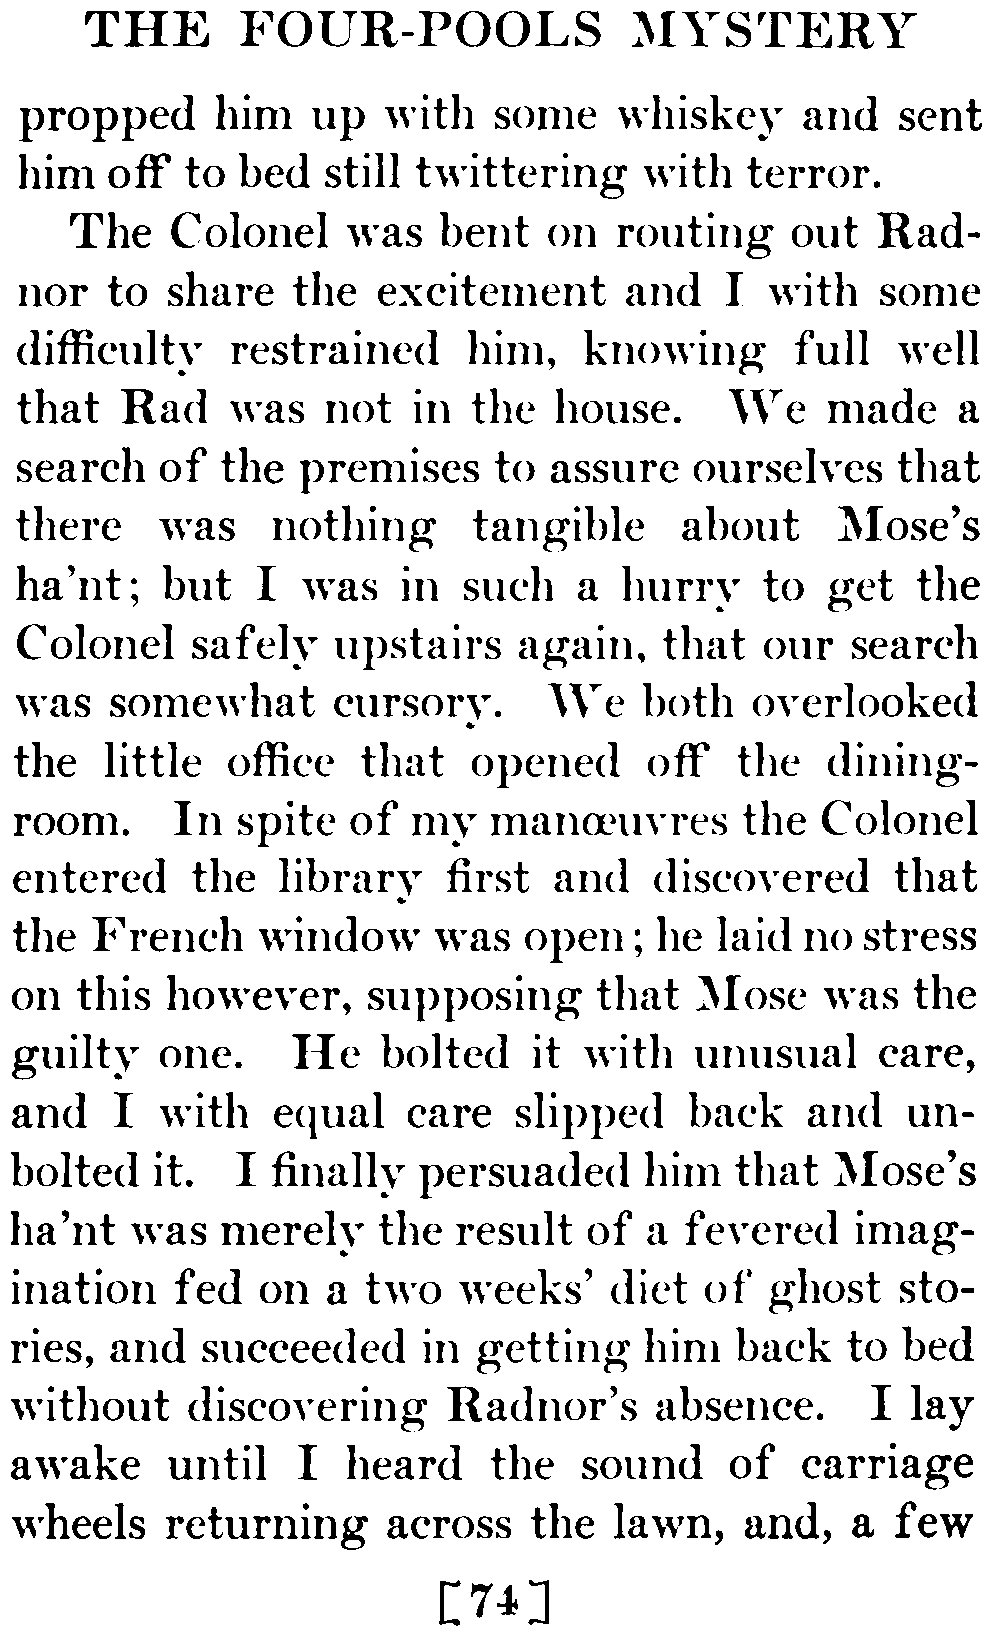 THE FOUR-POOLS MYSTERY
propped him up with some whiskey and sent
him off to bed still twittering with terror.
The Colonel was bent on routing out Rad-
nor to share the excitement and I with some
difficulty restrained him, knowing full well
that Rad was not in the house. We made a
search of the premises to assure ourselves that
there was nothing tangible about Mose's
ha'nt; but I was in such a hurry to get the
Colonel safely upstairs again, that our search
was somewhat cursory. We both overlooked
the little office that opened off the dining-
room. In spite of my manœuvres the Colonel
entered the library first and discovered that
the French window was open; he laid no stress
on this however, supposing that Mose was the
guilty one. He bolted it with unusual care,
and I with equal care slipped back and un-
bolted it. I finally persuaded him that Mose's
ha'nt was merely the result of a fevered imag-
ination fed on a two weeks' diet of ghost sto-
ries, and succeeded in getting him back to bed
without discovering Radnor's absence. I lay
awake until I heard the sound of carriage
wheels returning across the lawn, and, a few
[74]